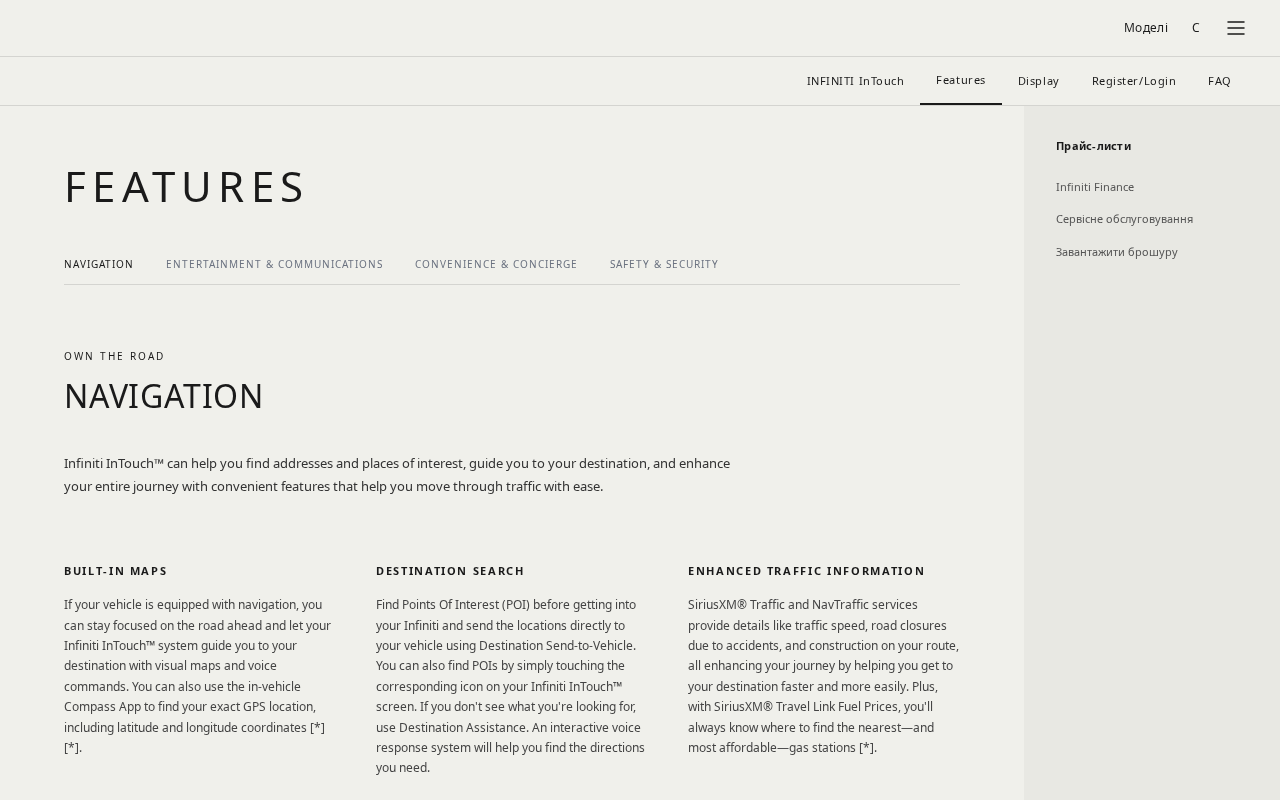 Моделі С
INFINITI InTouch Features Display Register/Login FAQ
Прайс-листи
Infiniti Finance
Сервісне обслуговування
Завантажити брошуру
FEATURES
NAVIGATION ENTERTAINMENT & COMMUNICATIONS CONVENIENCE & CONCIERGE SAFETY & SECURITY
OWN THE ROAD
NAVIGATION
Infiniti InTouch™ can help you find addresses and places of interest, guide you to your destination, and enhance
your entire journey with convenient features that help you move through traffic with ease.
BUILT-IN MAPS
If your vehicle is equipped with navigation, you
can stay focused on the road ahead and let your
Infiniti InTouch™ system guide you to your
destination with visual maps and voice
commands. You can also use the in-vehicle
Compass App to find your exact GPS location,
including latitude and longitude coordinates [*]
[*].
DESTINATION SEARCH
Find Points Of Interest (POI) before getting into
your Infiniti and send the locations directly to
your vehicle using Destination Send-to-Vehicle.
You can also find POIs by simply touching the
corresponding icon on your Infiniti InTouch™
screen. If you don't see what you're looking for,
use Destination Assistance. An interactive voice
response system will help you find the directions
you need.
ENHANCED TRAFFIC INFORMATION
SiriusXM® Traffic and NavTraffic services
provide details like traffic speed, road closures
due to accidents, and construction on your route,
all enhancing your journey by helping you get to
your destination faster and more easily. Plus,
with SiriusXM® Travel Link Fuel Prices, you'll
always know where to find the nearest—and
most affordable—gas stations [*].